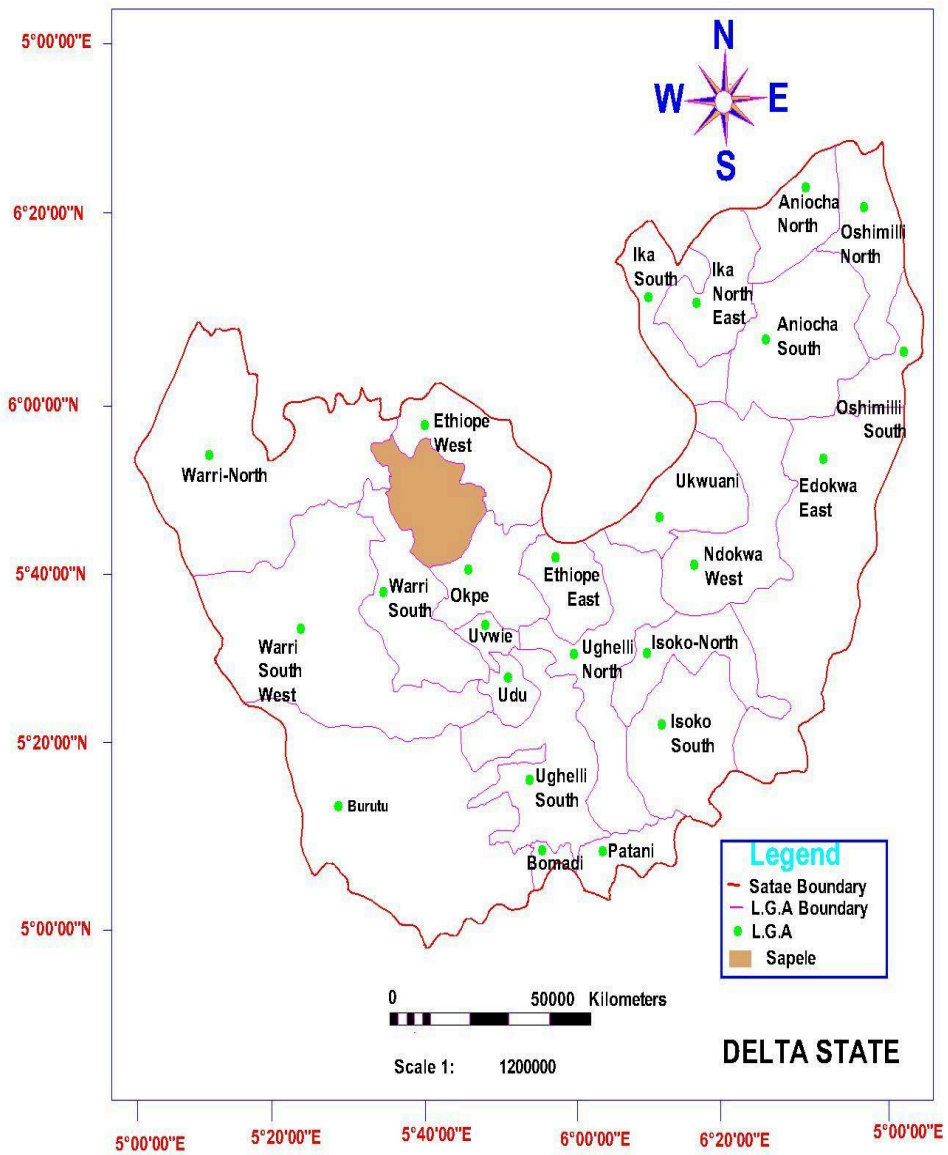 5°00'00"E
N
W
E
S
6°20'00"N
Aniocha
North
Oshimilli
North
Ika
South
Ika
North
East
Aniocha
South
6°00'00"N
Ethiope
West
Oshimilli
South
Warri-North
Ukwuani
Edokwa
East
5°40'00"N
Warri
South
Okpe
Ethiope
East
Ndokwa
West
Uvwie
Warri
South
West
Ughelli
North
Isoko-North
Udu
5°20'00"N
Isoko
South
Ughelli
South
Burutu
Bomadi
Patani
Legend
Satae Boundary
L.G.A Boundary
L.G.A
Sapele
5°00'00"N
0 50000 Kilometers
Scale 1: 1200000
DELTA STATE
5°00'00"E
5°20'00"E
5°40'00"E
6°00'00"E
6°20'00"E
5°00'00"E